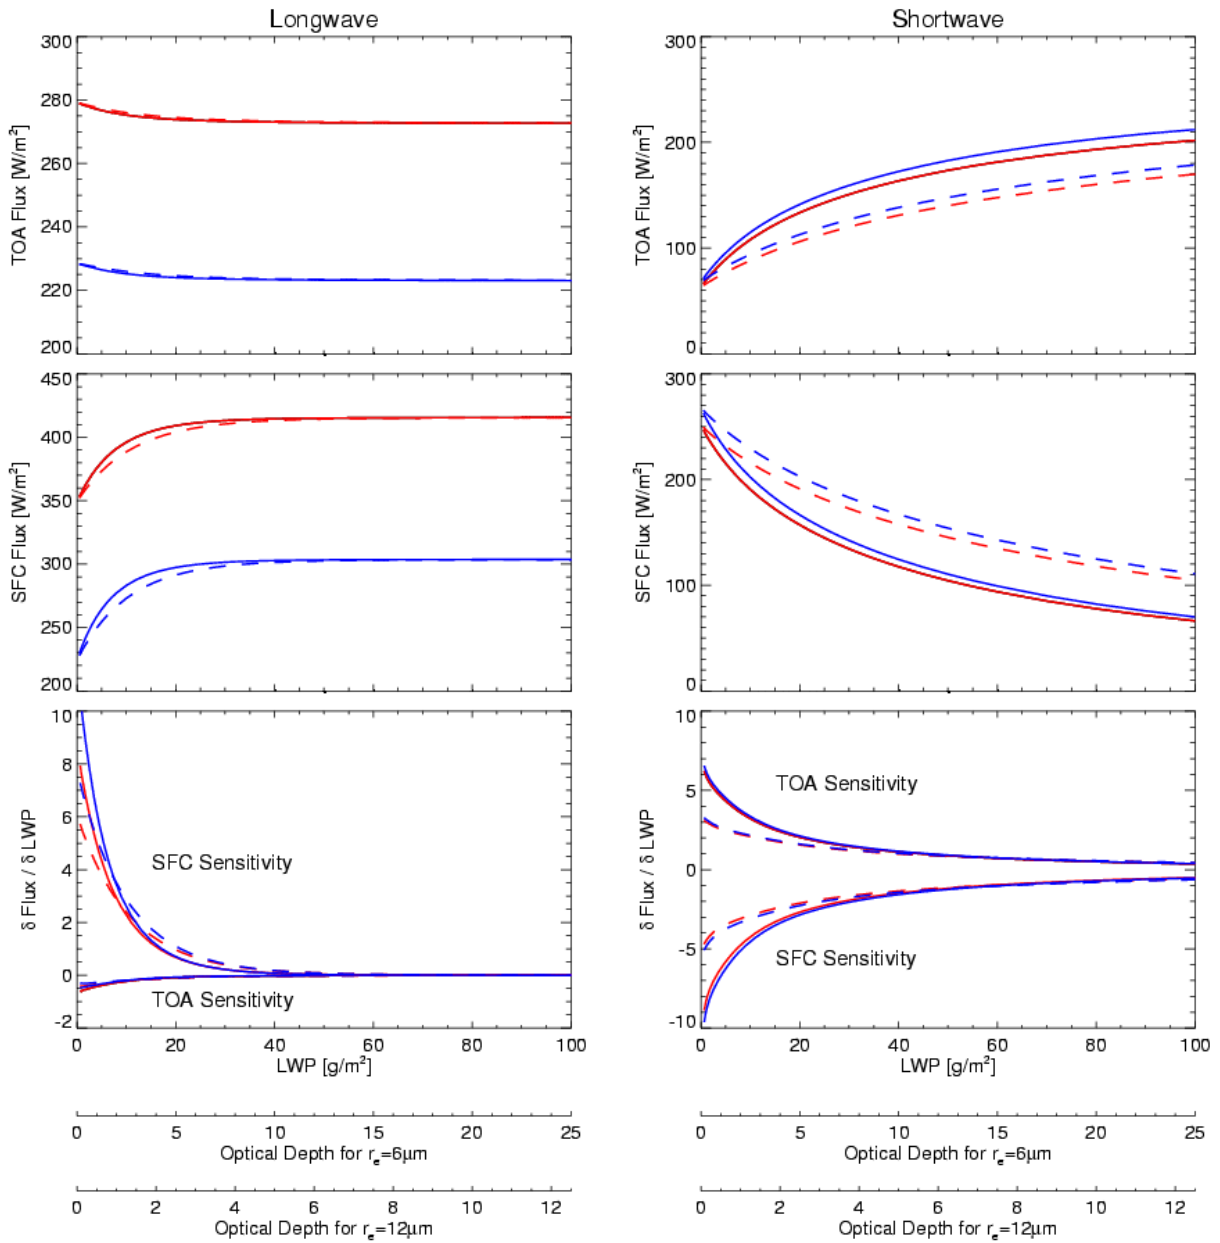 Longwave
Shortwave
300
280
260
240
220
200
TOA Flux [W/m²]
300
200
100
0
TOA Flux [W/m²]
450
400
350
300
250
200
SFC Flux [W/m²]
300
200
100
0
SFC Flux [W/m²]
10
8
6
4
2
0
-2
δ Flux / δ LWP
SFC Sensitivity
TOA Sensitivity
10
5
0
-5
-10
δ Flux / δ LWP
TOA Sensitivity
SFC Sensitivity
0 20 40 60 80 100
LWP [g/m²]
0 20 40 60 80 100
LWP [g/m²]
0 5 10 15 20 25
Optical Depth for rₑ=6μm
0 5 10 15 20 25
Optical Depth for rₑ=6μm
0 2 4 6 8 10 12
Optical Depth for rₑ=12μm
0 2 4 6 8 10 12
Optical Depth for rₑ=12μm